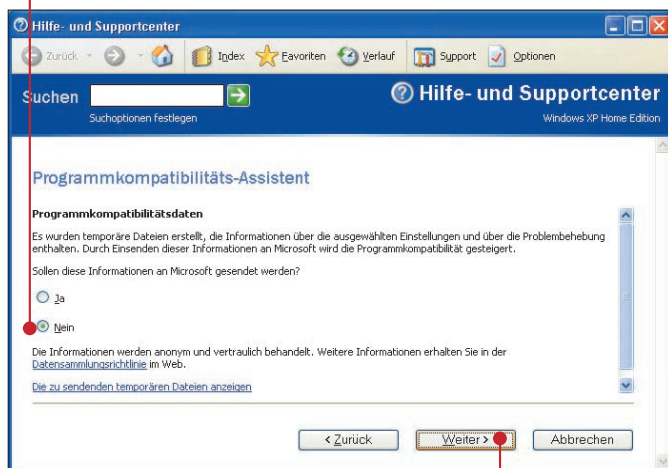 Hilfe- und Supportcenter
Zurück Index Favoriten Verlauf Support Optionen
Suchen
Suchoptionen festlegen
Hilfe- und Supportcenter
Windows XP Home Edition
Programmkompatibilitäts-Assistent
Programmkompatibilitätsdaten
Es wurden temporäre Dateien erstellt, die Informationen über die ausgewählten Einstellungen und über die Problembehebung
enthalten. Durch Einsenden dieser Informationen an Microsoft wird die Programmkompatibilität gesteigert.
Sollen diese Informationen an Microsoft gesendet werden?
Ja
Nein
Die Informationen werden anonym und vertraulich behandelt. Weitere Informationen erhalten Sie in der
Datensammlungsrichtlinie im Web.
Die zu sendenden temporären Dateien anzeigen
< Zurück Weiter > Abbrechen